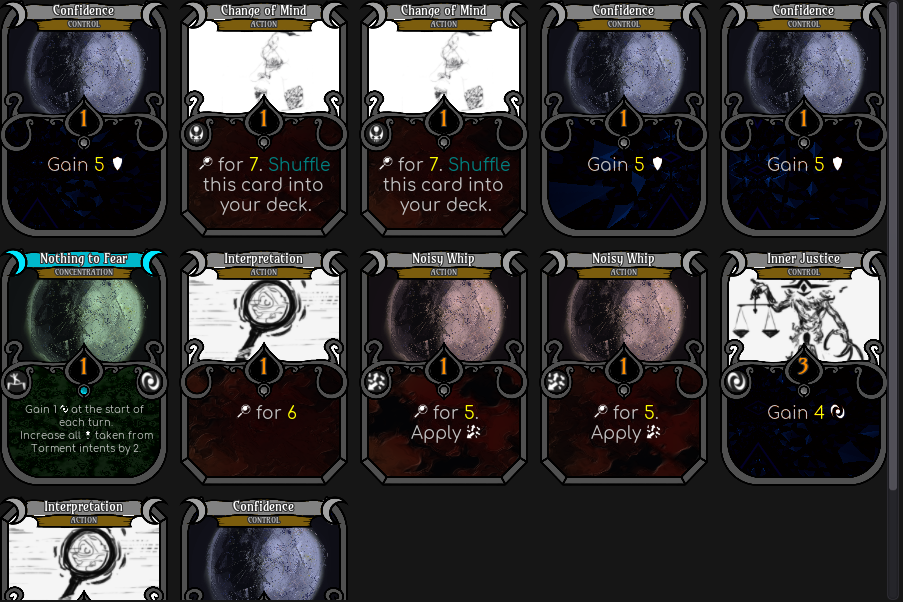 Confidence
CONTROL
1
Gain 5
Change of Mind
ACTION
1
for 7. Shuffle
this card into
your deck.
Change of Mind
ACTION
1
for 7. Shuffle
this card into
your deck.
Confidence
CONTROL
1
Gain 5
Confidence
CONTROL
1
Gain 5
Nothing to Fear
CONCENTRATION
1
Gain 1 at the start of
each turn.
Increase all taken from
Torment intents by 2.
Interpretation
ACTION
1
for 6
Noisy Whip
ACTION
1
for 5.
Apply
Noisy Whip
ACTION
1
for 5.
Apply
Inner Justice
CONTROL
3
Gain 4
Interpretation
ACTION
Confidence
CONTROL